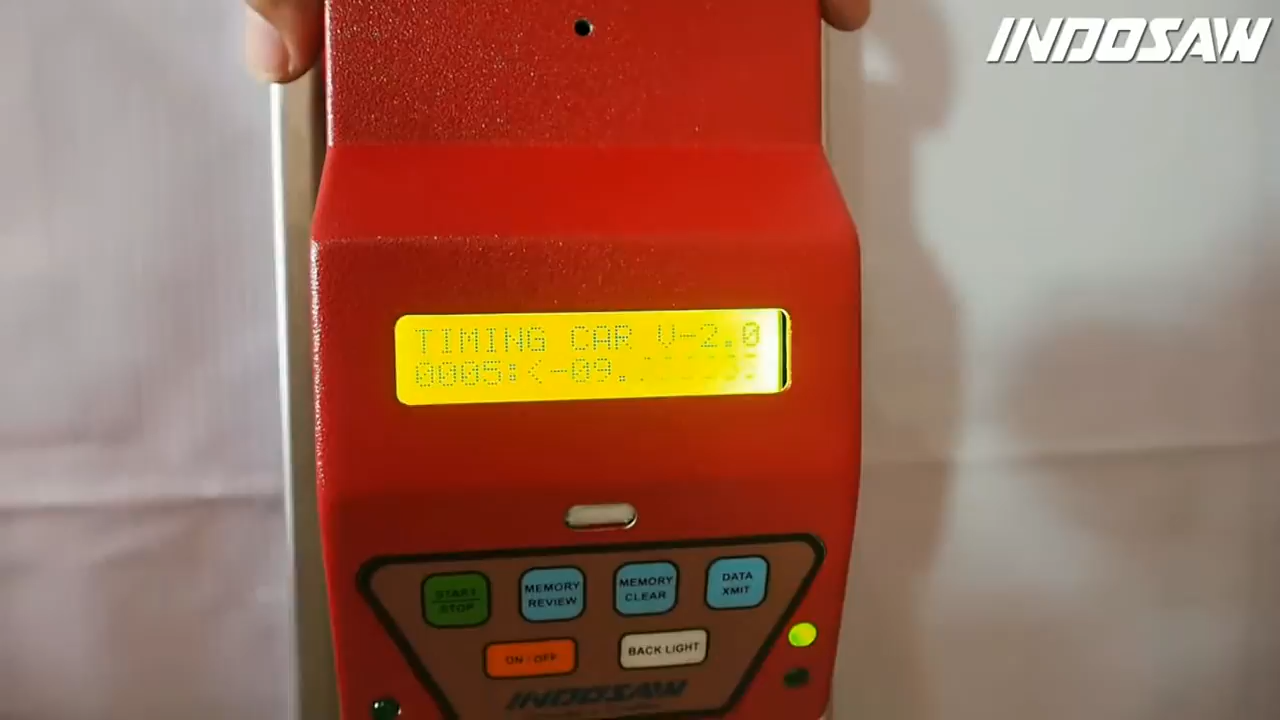 INDOSAW
TIMING CAR V-2.0
0005:<-09.
START
STOP
MEMORY
REVIEW
MEMORY
CLEAR
DATA
XMIT
ON / OFF
BACK LIGHT
INDOSAW